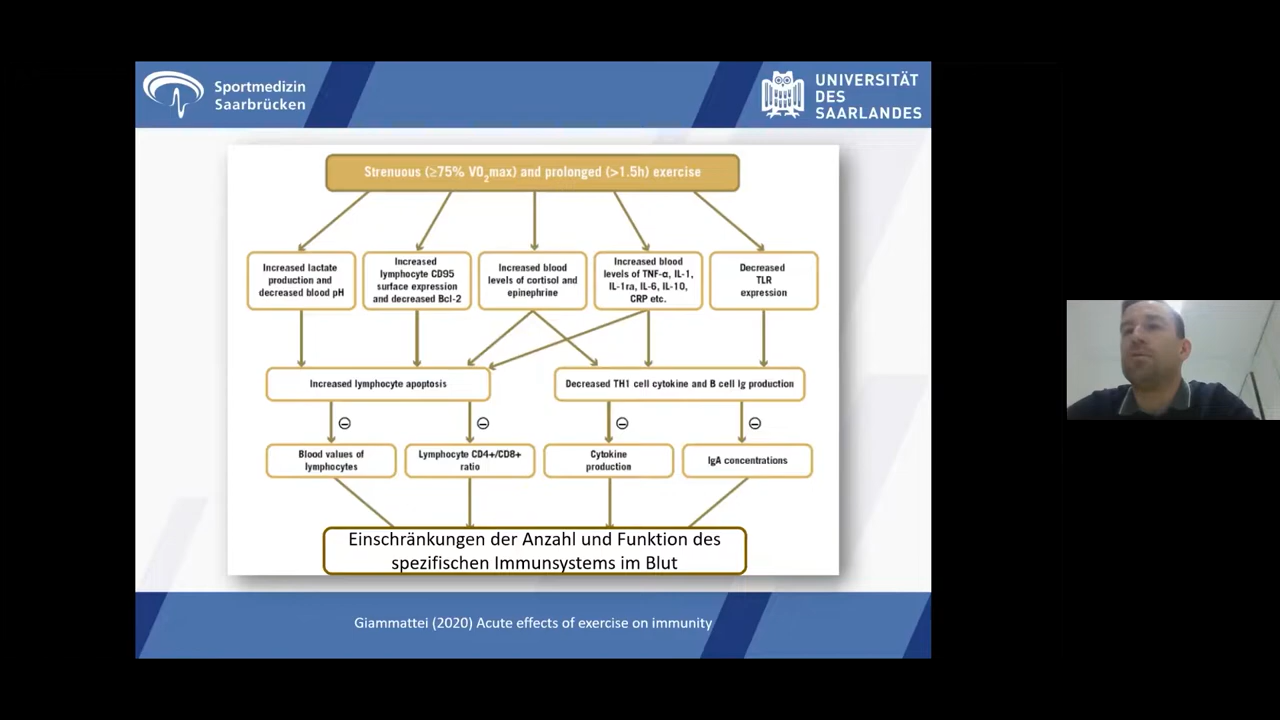 Sportmedizin
Saarbrücken
UNIVERSITÄT
DES
SAARLANDES
Strenuous (≥75% VO₂max) and prolonged (>1.5h) exercise
Increased lactate
production and
decreased blood pH
Increased
lymphocyte CD95
surface expression
and decreased Bcl-2
Increased blood
levels of cortisol and
epinephrine
Increased blood
levels of TNF-α, IL-1,
IL-1ra, IL-6, IL-10,
CRP etc.
Decreased
TLR
expression
Increased lymphocyte apoptosis
Decreased TH1 cell cytokine and B cell Ig production
Blood values of
lymphocytes
Lymphocyte CD4+/CD8+
ratio
Cytokine
production
IgA concentrations
Einschränkungen der Anzahl und Funktion des
spezifischen Immunsystems im Blut
Giammattei (2020) Acute effects of exercise on immunity